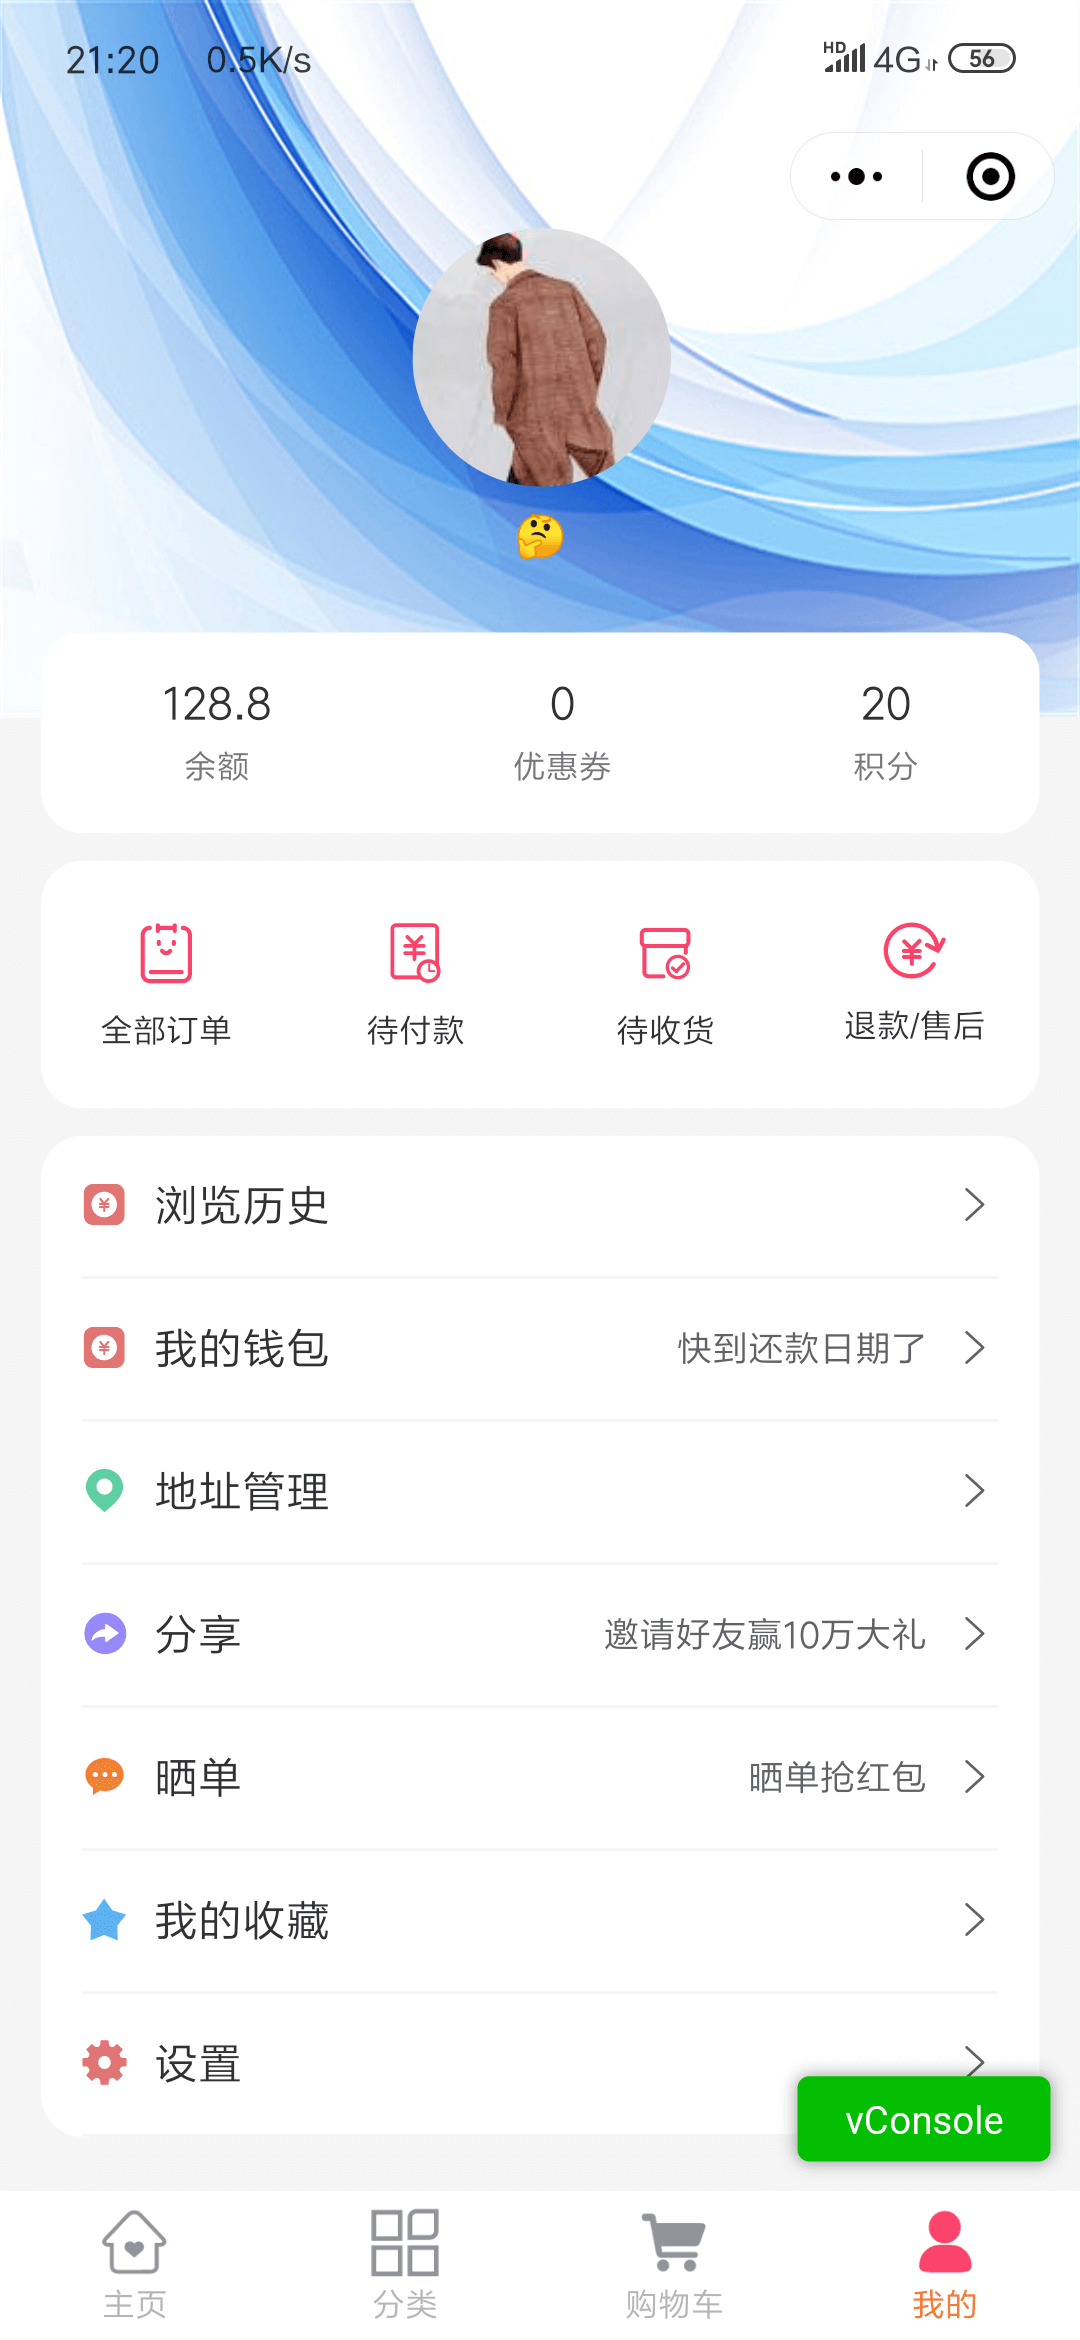 21:20 0.5K/s HD 4G 56
🤔
128.8 0 20
余额 优惠券 积分
全部订单 待付款 待收货 退款/售后
浏览历史
我的钱包 快到还款日期了
地址管理
分享 邀请好友赢10万大礼
晒单 晒单抢红包
我的收藏
设置
vConsole
主页 分类 购物车 我的